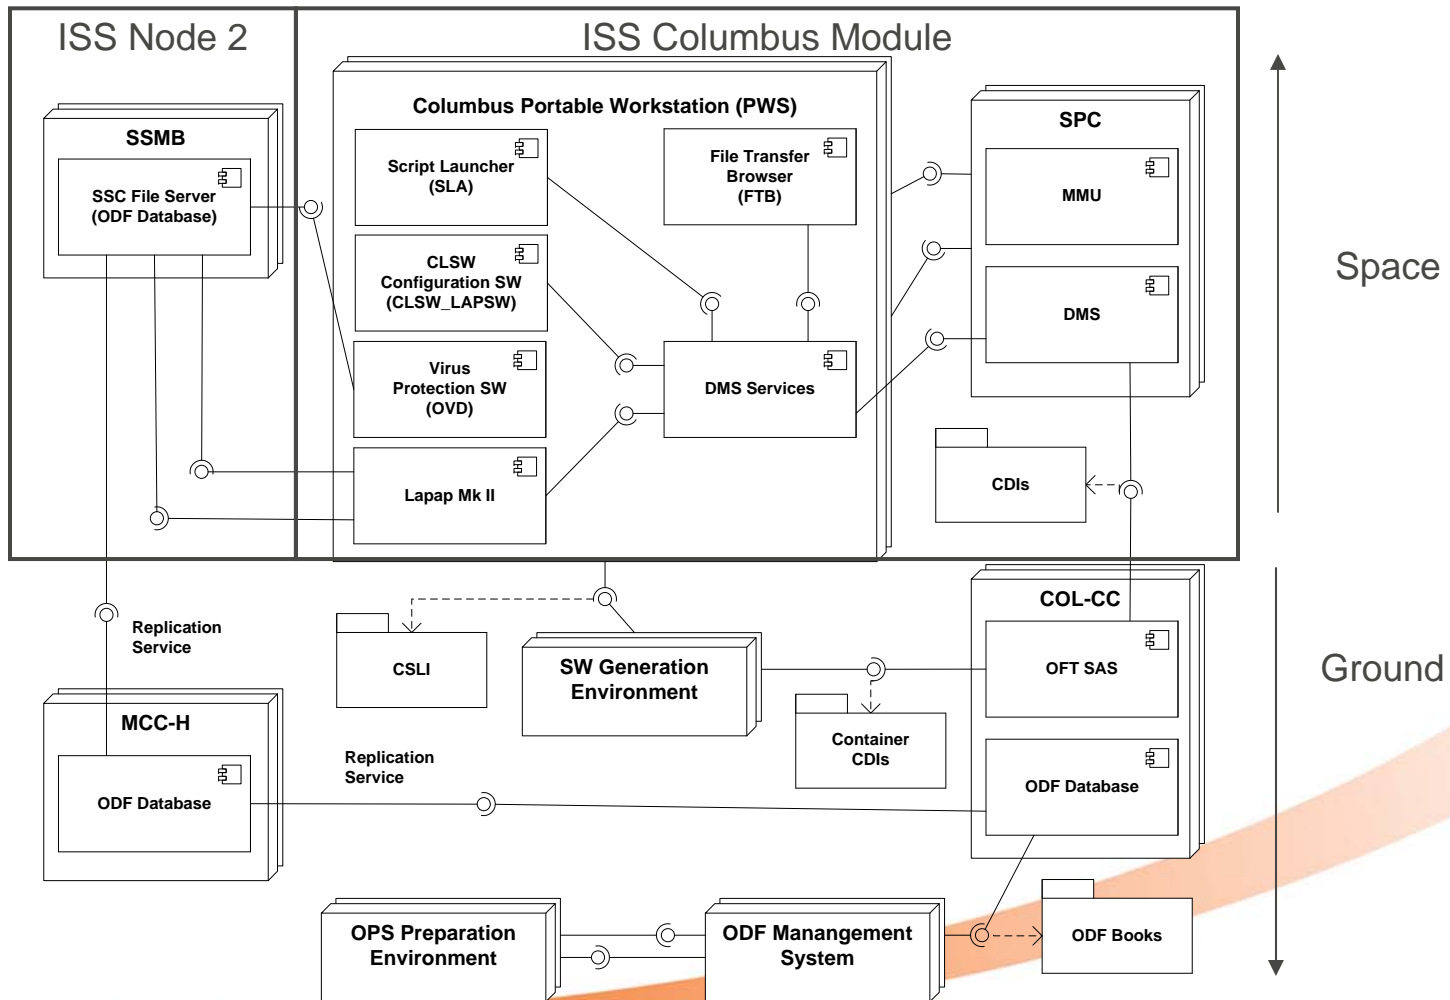 ISS Node 2
ISS Columbus Module
Columbus Portable Workstation (PWS)
SSMB
SSC File Server
(ODF Database)
Script Launcher
(SLA)
File Transfer
Browser
(FTB)
CLSW
Configuration SW
(CLSW_LAPSW)
Virus
Protection SW
(OVD)
DMS Services
Lapap Mk II
SPC
MMU
DMS
CDIs
Space
Replication
Service
CSLI
SW Generation
Environment
Container
CDIs
COL-CC
OFT SAS
ODF Database
Ground
MCC-H
ODF Database
Replication
Service
OPS Preparation
Environment
ODF Manangement
System
ODF Books